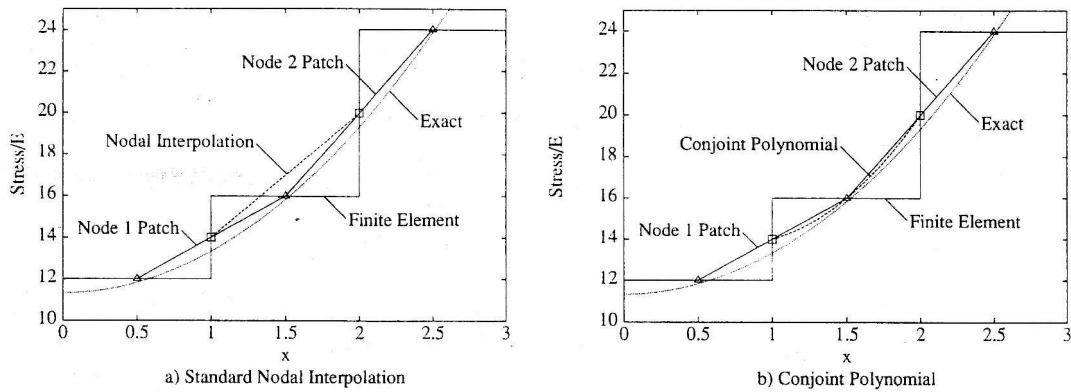 24
22
20
18
16
14
12
10
Stress/E
Node 2 Patch
Exact
Nodal Interpolation
Node 1 Patch
Finite Element
0
0.5
1
1.5
2
2.5
3
x
a) Standard Nodal Interpolation
24
22
20
18
16
14
12
10
Stress/E
Node 2 Patch
Exact
Conjoint Polynomial
Node 1 Patch
Finite Element
0
0.5
1
1.5
2
2.5
3
x
b) Conjoint Polynomial